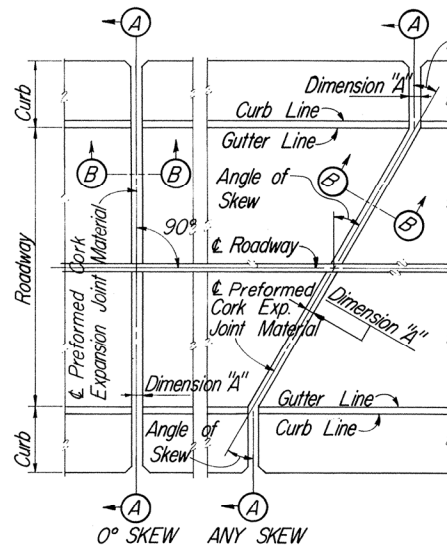 A
A
Dimension "A"
Curb
Curb Line
Gutter Line
B
B
Angle of
Skew
B
B
90°
℄ Roadway
Roadway
℄ Preformed Cork
Expansion Joint Material
℄ Preformed
Cork Exp.
Joint Material
Dimension "A"
Dimension "A"
Gutter Line
Curb Line
Angle of
Skew
Curb
A
A
0° SKEW
ANY SKEW